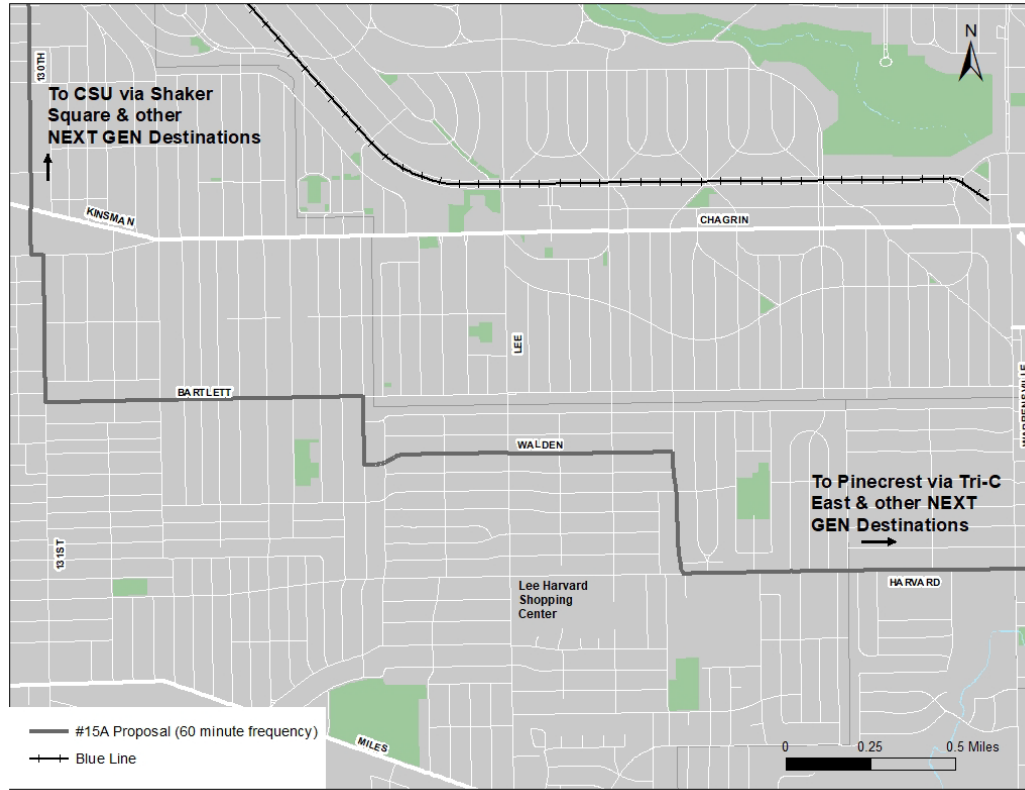 N
130TH
To CSU via Shaker
Square & other
NEXT GEN Destinations
KINSMAN
CHAGRIN
LEE
WARRENSVILLE
BARTLETT
WALDEN
To Pinecrest via Tri-C
East & other NEXT
GEN Destinations
131ST
HARVARD
Lee Harvard
Shopping
Center
MILES
#15A Proposal (60 minute frequency)
Blue Line
0 0.25 0.5 Miles